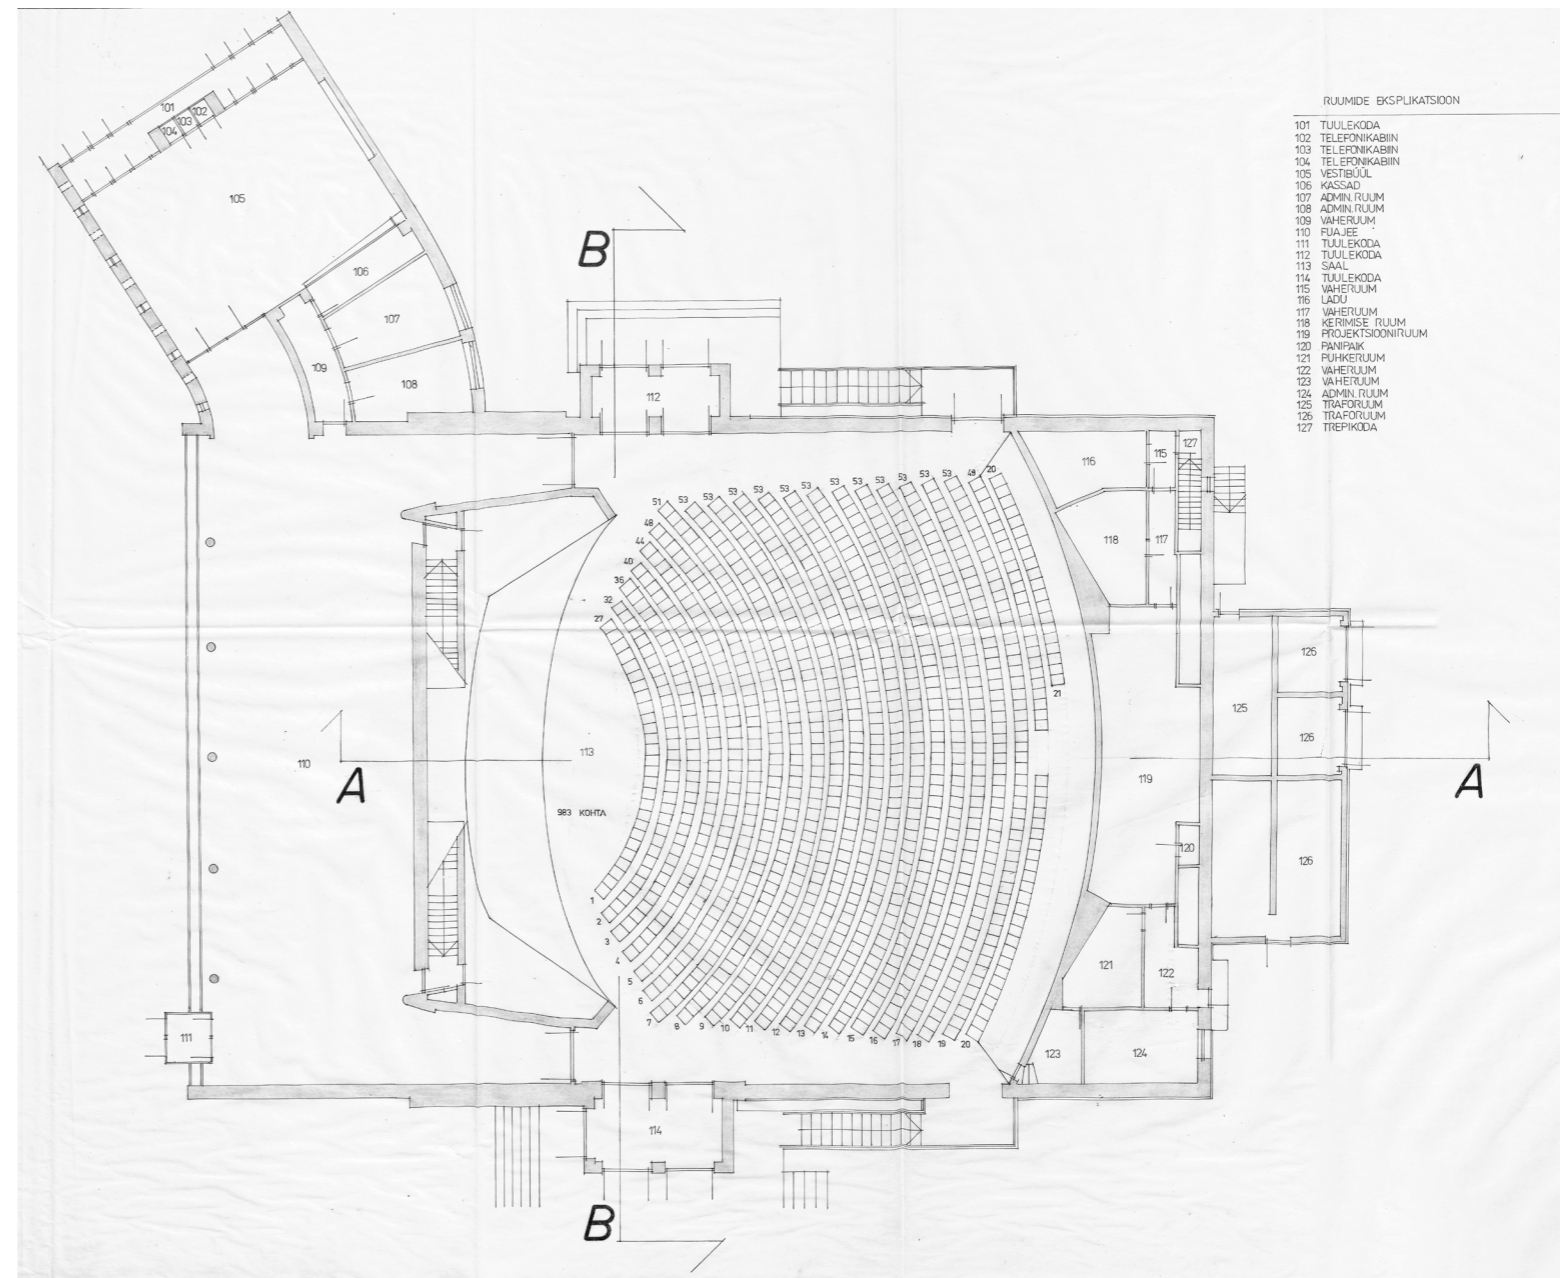 RUUMIDE EKSPLIKATSIOON
101 TUULEKODA
102 TELEFONIKABIIN
103 TELEFONIKABIIN
104 TELEFONIKABIIN
105 VESTIBÜÜL
106 KASSAD
107 ADMIN. RUUM
108 ADMIN. RUUM
109 VAHERUUM
110 FUAJEE
111 TUULEKODA
112 TUULEKODA
113 SAAL
114 TUULEKODA
115 VAHERUUM
116 LADU
117 VAHERUUM
118 KERIMISE RUUM
119 PROJEKTSIOONIRUUM
120 PANIPAIK
121 PUHKERUUM
122 VAHERUUM
123 VAHERUUM
124 ADMIN. RUUM
125 TRAFORUUM
126 TRAFORUUM
127 TREPIKODA
101
102
103
104
105
106
107
108
109
B
112
116
115
127
118
117
51 53 53 53 53 53 53 53 53 53 53 53 53 49 20
48
44
40
36
32
27
21
126
125
126
110
A
113
119
A
983 KOHTA
120
126
1
2
3
4
5
6
7 8 9 10 11 12 13 14 15 16 17 18 19 20
121
122
111
123
124
114
B